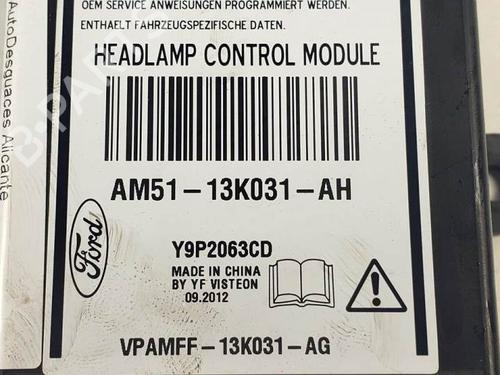 OEM SERVICE ANWEISUNGEN PROGRAMMIERT WERDEN.
ENTHAELT FAHRZEUGSPEZIFISCHE DATEN.
HEADLAMP CONTROL MODULE
AM51-13K031-AH
Ford
Y9P2063CD
MADE IN CHINA
BY YF VISTEON
09.2012
VPAMFF-13K031-AG
AutoDesguaces Alicante
B-PARTS